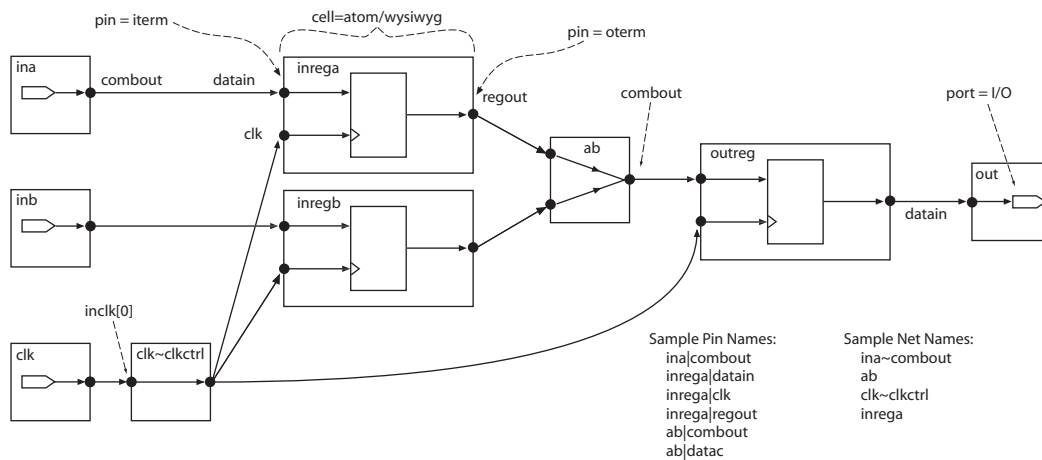 pin = iterm
cell=atom/wysiwyg
pin = oterm
ina
combout
datain
inrega
regout
clk
combout
port = I/O
ab
outreg
out
inb
inregb
datain
inclk[0]
clk
clk~clkctrl
Sample Pin Names:
ina|combout
inrega|datain
inrega|clk
inrega|regout
ab|combout
ab|datac
Sample Net Names:
ina~combout
ab
clk~clkctrl
inrega